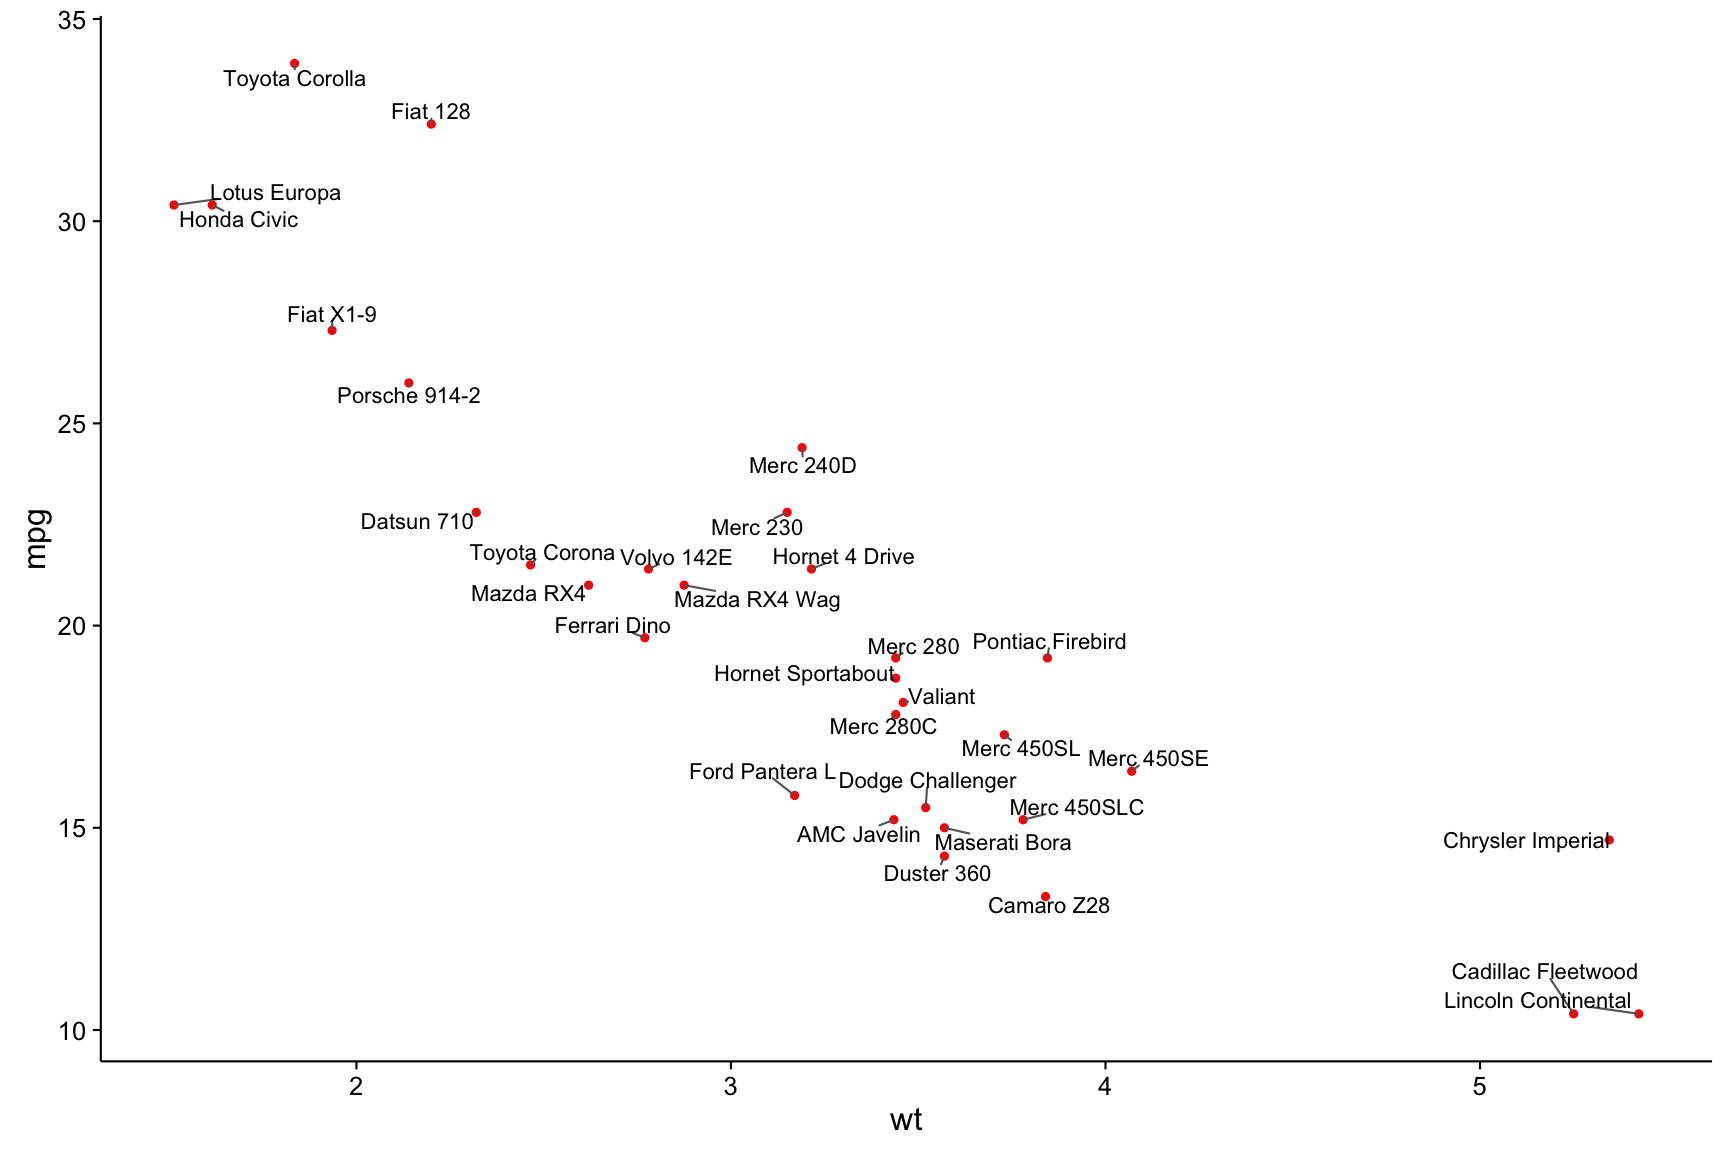 35
Toyota Corolla
Fiat 128
Lotus Europa
30
Honda Civic
Fiat X1-9
Porsche 914-2
25
Merc 240D
Datsun 710
Merc 230
mpg
Toyota Corona
Volvo 142E
Hornet 4 Drive
Mazda RX4
Mazda RX4 Wag
20
Ferrari Dino
Merc 280
Pontiac Firebird
Hornet Sportabout
Valiant
Merc 280C
Merc 450SL
Merc 450SE
Ford Pantera L
Dodge Challenger
Merc 450SLC
15
AMC Javelin
Maserati Bora
Chrysler Imperial
Duster 360
Camaro Z28
Cadillac Fleetwood
Lincoln Continental
10
2
3
4
5
wt